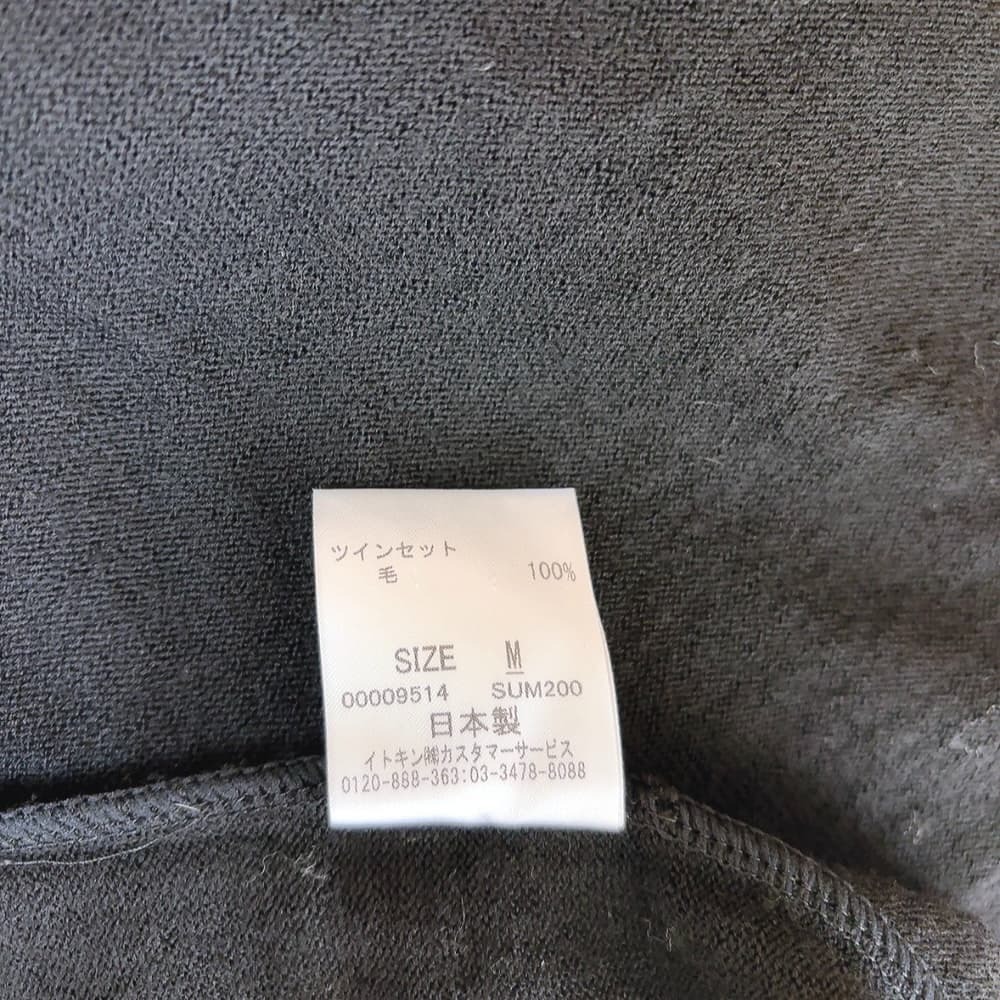 ツインセット
毛 100%
SIZE M
00009514 SUM200
日本製
イトキン㈱カスタマーサービス
0120-888-363:03-3478-8088